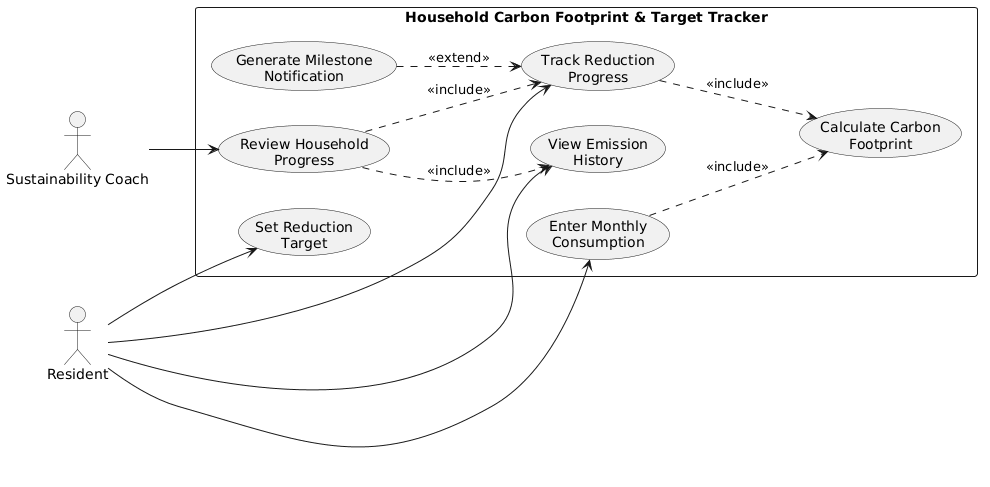 Household Carbon Footprint & Target Tracker
Generate Milestone
Notification
«extend»
Track Reduction
Progress
«include»
«include»
Calculate Carbon
Footprint
Sustainability Coach
Review Household
Progress
«include»
View Emission
History
«include»
Set Reduction
Target
Enter Monthly
Consumption
Resident